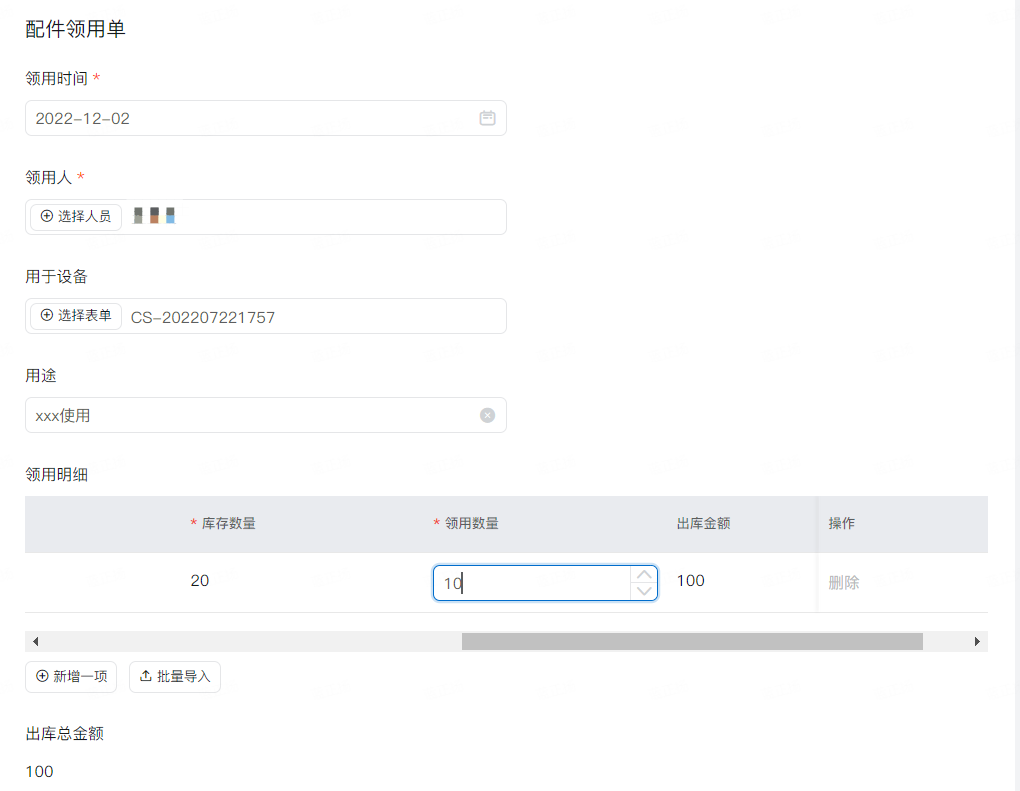 配件领用单
领用时间 *
2022-12-02
领用人 *
选择人员
用于设备
选择表单 CS-202207221757
用途
xxx使用
领用明细
* 库存数量 * 领用数量 出库金额 操作
20 10 100 删除
新增一项 批量导入
出库总金额
100